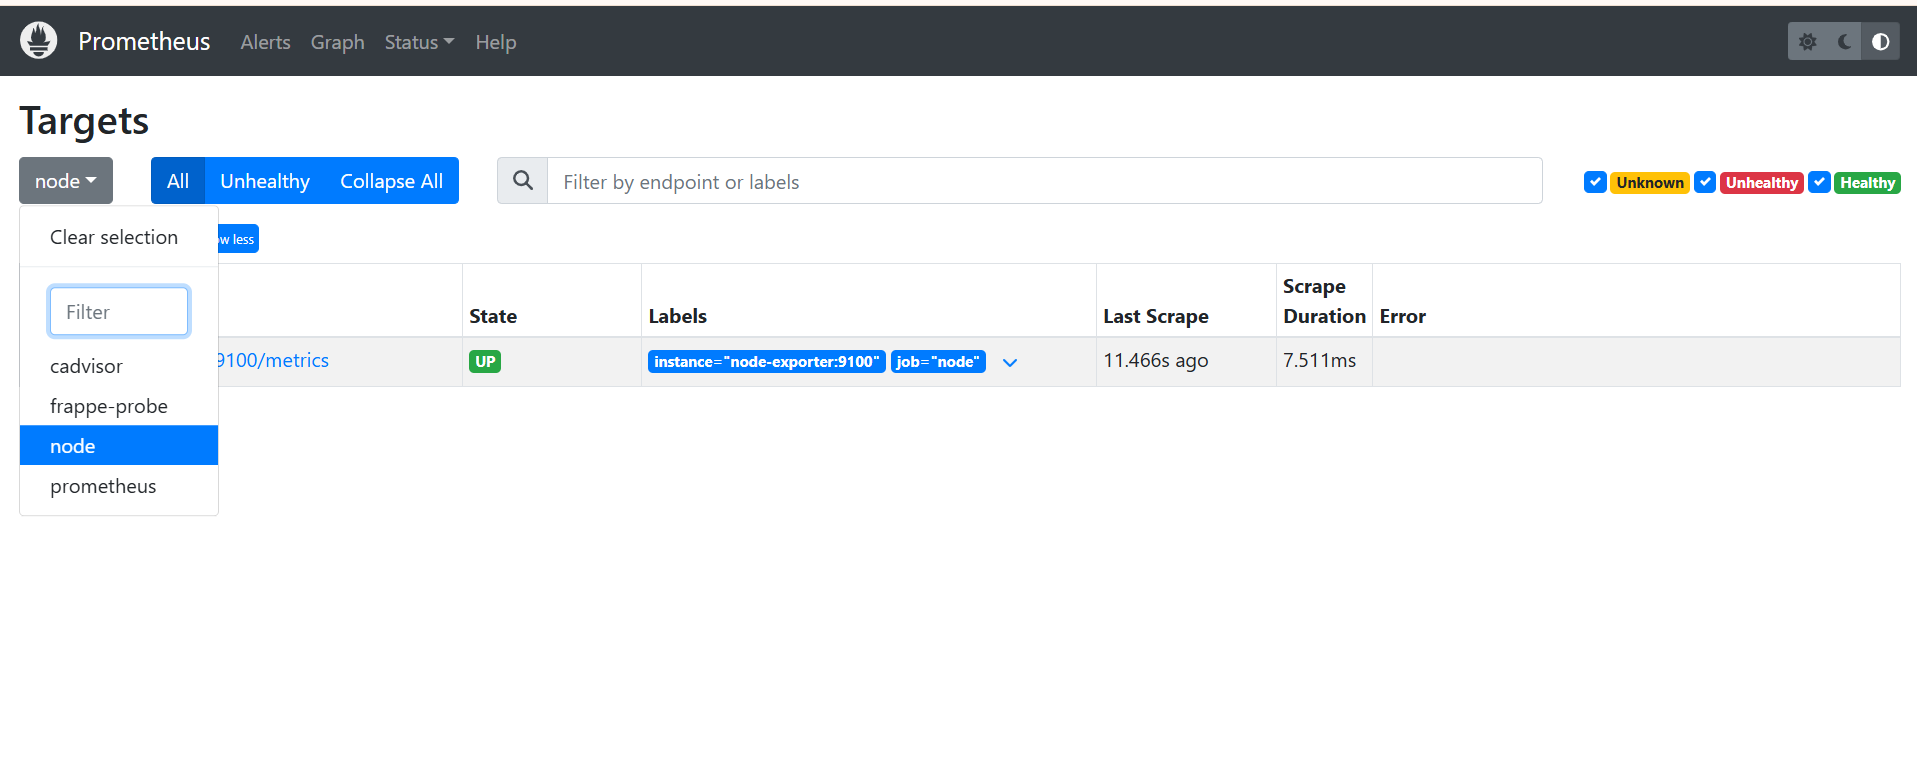 Prometheus Alerts Graph Status Help
Targets
node All Unhealthy Collapse All Filter by endpoint or labels Unknown Unhealthy Healthy
Clear selection
less
Filter
cadvisor
frappe-probe
node
prometheus
State Labels Last Scrape Scrape Duration Error
9100/metrics UP instance="node-exporter:9100" job="node" 11.466s ago 7.511ms